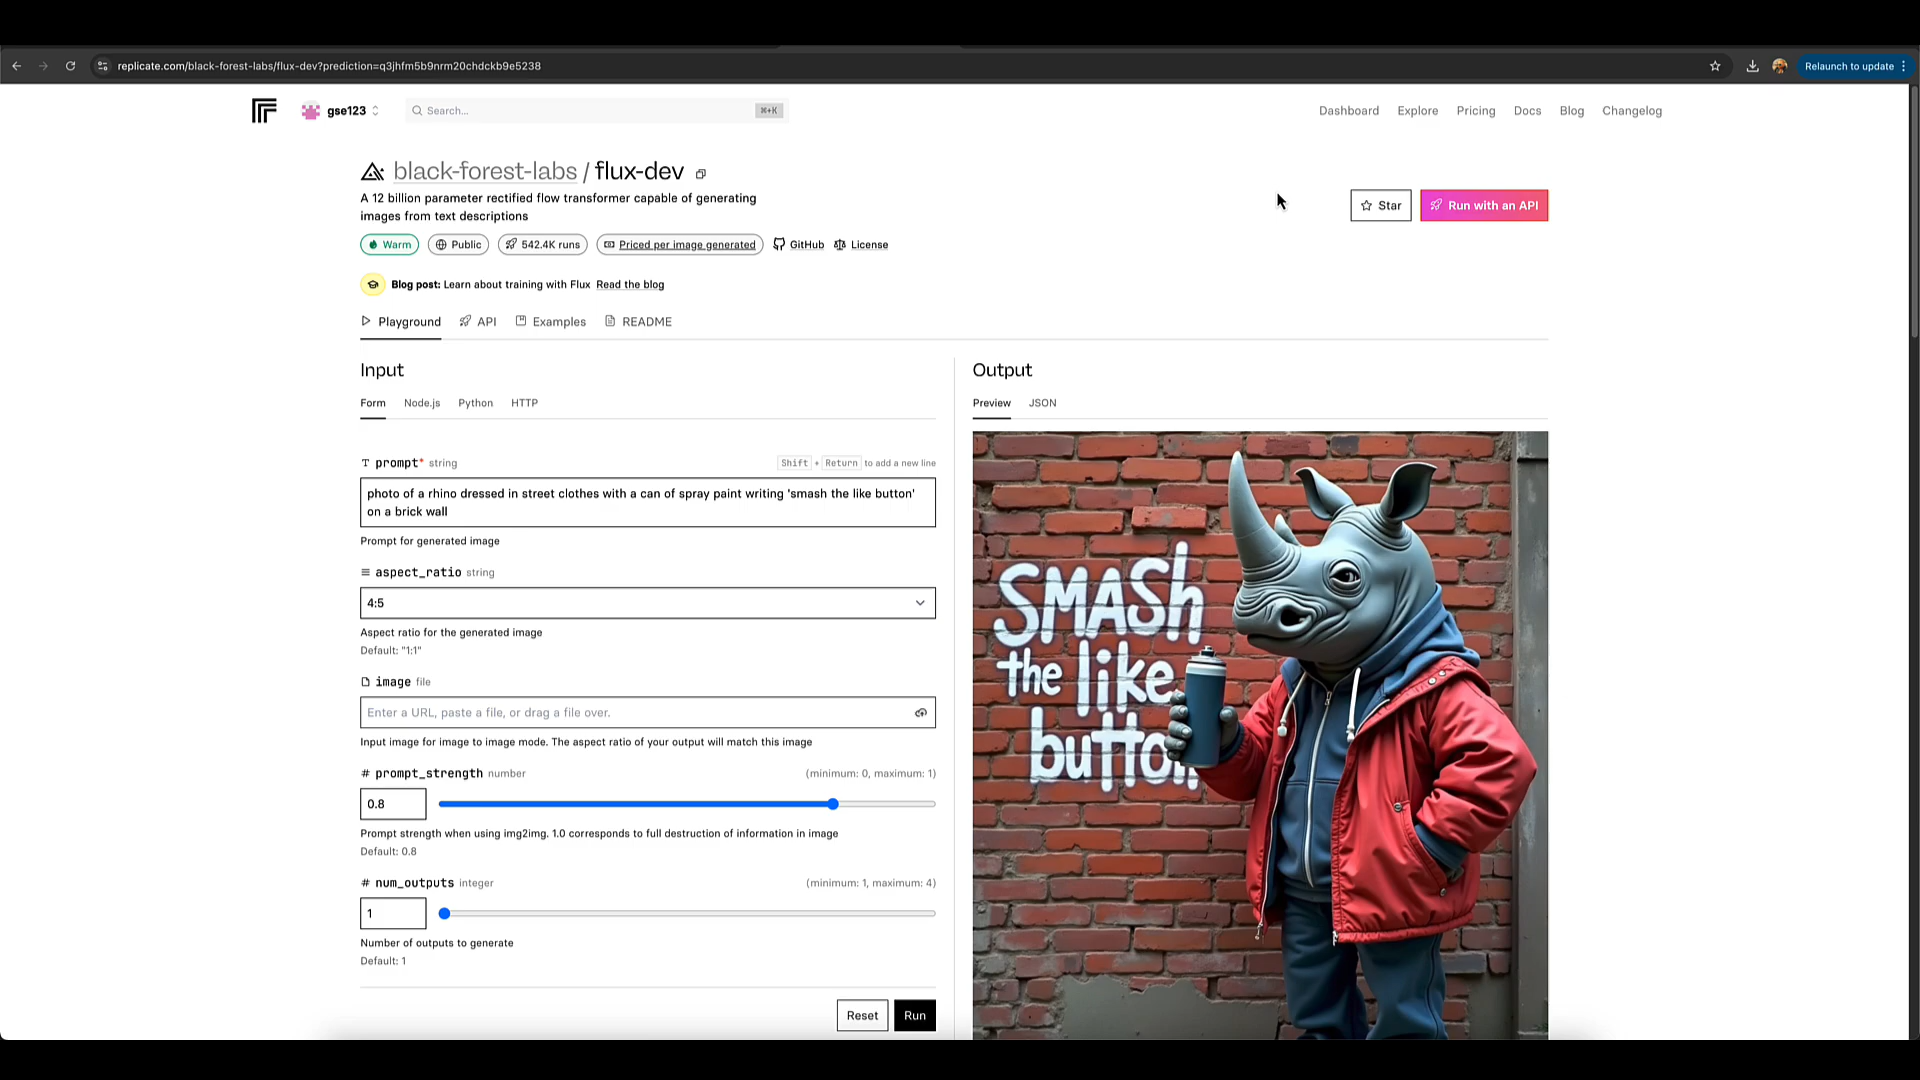 replicate.com/black-forest-labs/flux-dev?prediction=q3jhfm5b9nrm20chdckb9e5238
Relaunch to update
gse123
Search...
⌘+K
Dashboard
Explore
Pricing
Docs
Blog
Changelog
black-forest-labs / flux-dev
A 12 billion parameter rectified flow transformer capable of generating
images from text descriptions
Star
Run with an API
Warm
Public
542.4K runs
Priced per image generated
GitHub
License
Blog post: Learn about training with Flux Read the blog
Playground
API
Examples
README
Input
Form
Node.js
Python
HTTP
prompt* string
Shift + Return to add a new line
photo of a rhino dressed in street clothes with a can of spray paint writing 'smash the like button'
on a brick wall
Prompt for generated image
aspect_ratio string
4:5
Aspect ratio for the generated image
Default: "1:1"
image file
Enter a URL, paste a file, or drag a file over.
Input image for image to image mode. The aspect ratio of your output will match this image
# prompt_strength number
(minimum: 0, maximum: 1)
0.8
Prompt strength when using img2img. 1.0 corresponds to full destruction of information in image
Default: 0.8
# num_outputs integer
(minimum: 1, maximum: 4)
1
Number of outputs to generate
Default: 1
Reset
Run
Output
Preview
JSON
SMASh
the like
button